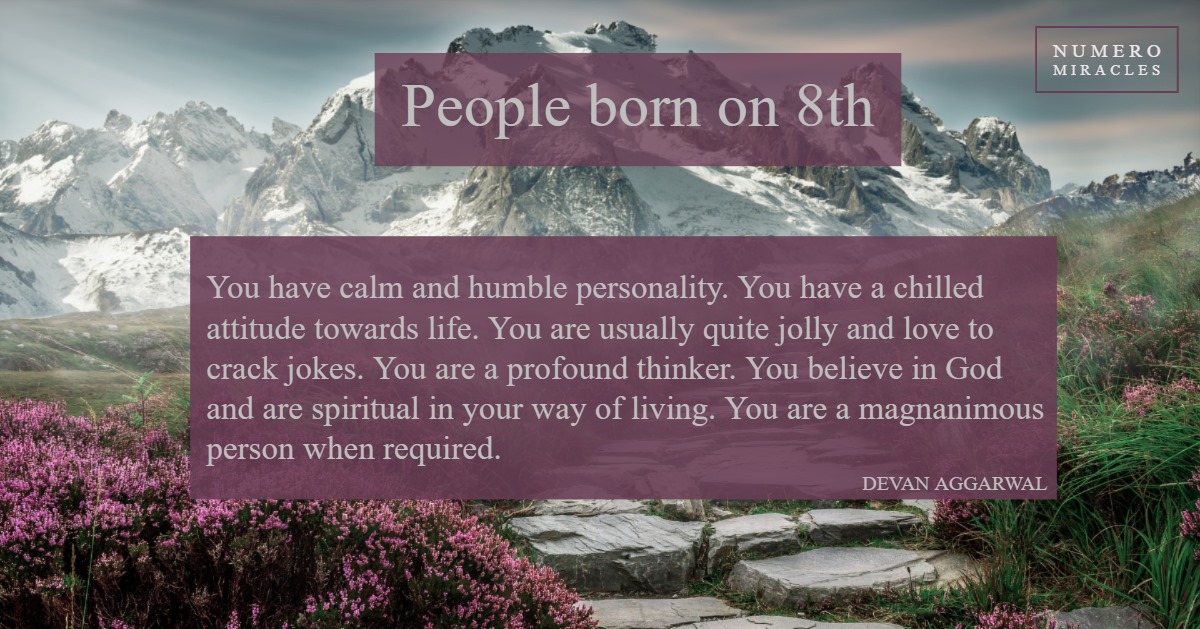 NUMERO
MIRACLES
People born on 8th
You have calm and humble personality. You have a chilled
attitude towards life. You are usually quite jolly and love to
crack jokes. You are a profound thinker. You believe in God
and are spiritual in your way of living. You are a magnanimous
person when required.
DEVAN AGGARWAL